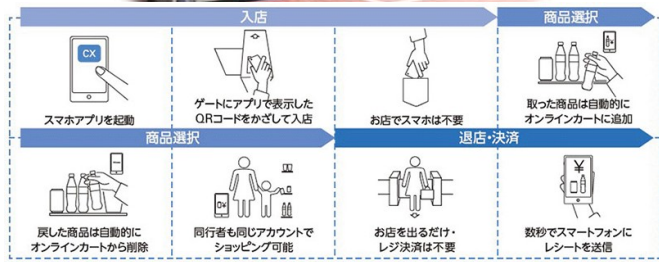 入店
商品選択
CX
スマホアプリを起動
ゲートにアプリで表示した
QRコードをかざして入店
お店でスマホは不要
取った商品は自動的に
オンラインカートに追加
商品選択
退店・決済
戻した商品は自動的に
オンラインカートから削除
同行者も同じアカウントで
ショッピング可能
お店を出るだけ・
レジ決済は不要
¥
数秒でスマートフォンに
レシートを送信